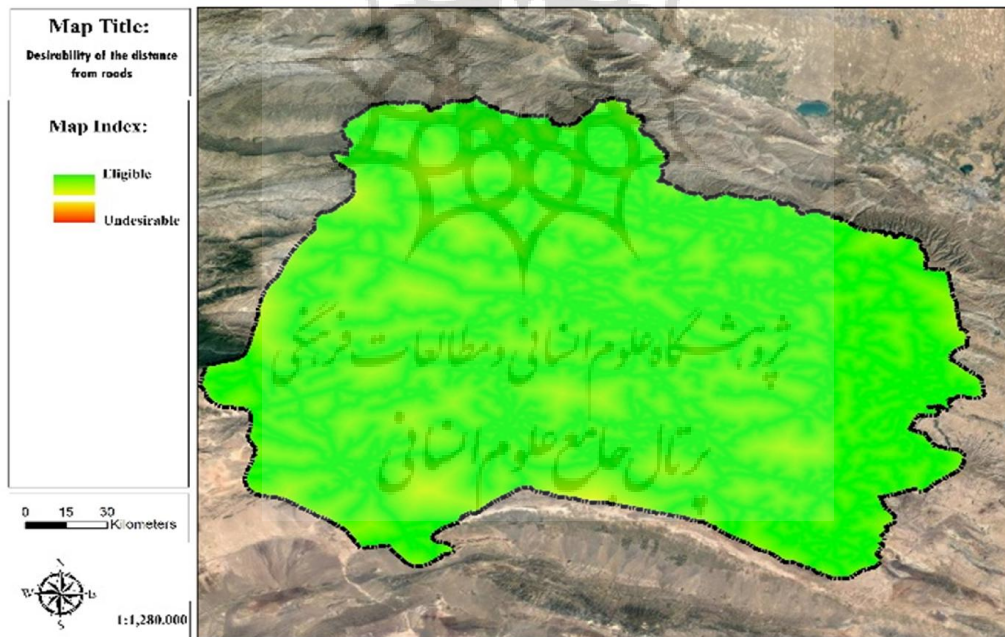 Map Title:
Desirability of the distance
from roads
Map Index:
Eligible
Undesirable
0 15 30
Kilometers
N
W E
S
1:1,280,000
پژوهشگاه علوم انسانی و مطالعات فرهنگی
پرتال جامع علوم انسانی